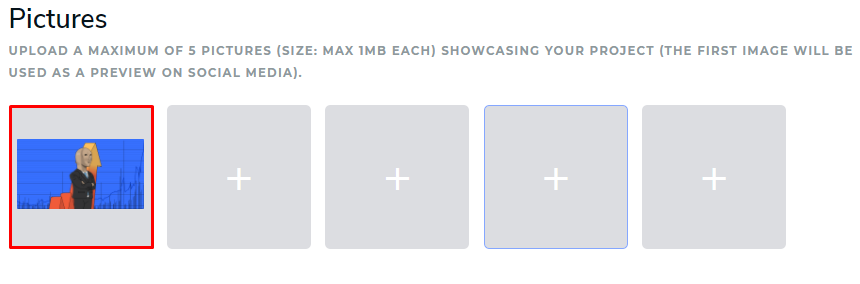 Pictures
UPLOAD A MAXIMUM OF 5 PICTURES (SIZE: MAX 1MB EACH) SHOWCASING YOUR PROJECT (THE FIRST IMAGE WILL BE
USED AS A PREVIEW ON SOCIAL MEDIA).